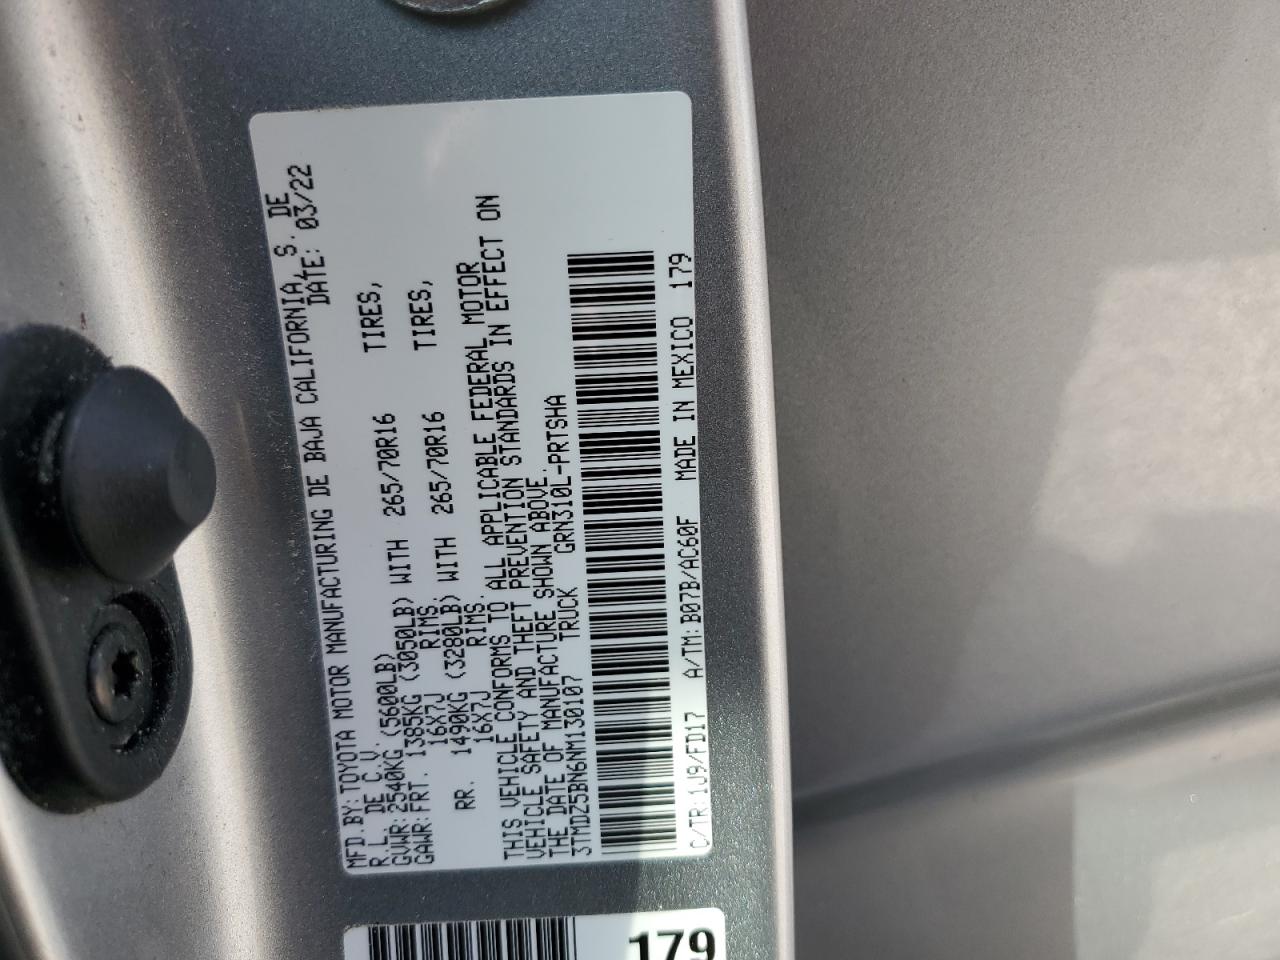 MFD.BY:TOYOTA MOTOR MANUFACTURING DE BAJA CALIFORNIA, S. DE
R.L. DE C.V. DATE: 03/22
GVWR:2540KG (5600LB)
GAWR:FRT. 1385KG (3050LB) WITH 265/70R16 TIRES,
16X7J RIMS.
RR. 1490KG (3280LB) WITH 265/70R16 TIRES,
16X7J RIMS.
THIS VEHICLE CONFORMS TO ALL APPLICABLE FEDERAL MOTOR
VEHICLE SAFETY AND THEFT PREVENTION STANDARDS IN EFFECT ON
THE DATE OF MANUFACTURE SHOWN ABOVE.
3TMDZ5BN6NM130107 TRUCK GRN310L-PRTSHA
C/TR:1J9/FD17 A/TM:B07B/AC60F MADE IN MEXICO 179
179